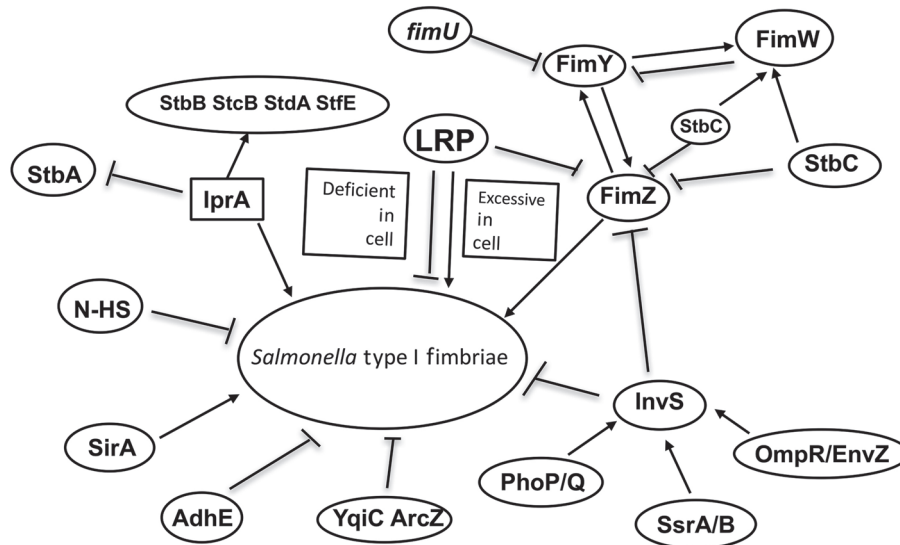 fimU
FimW
FimY
StbB StcB StdA StfE
StbC
LRP
StbA
StbC
IprA
Deficient
in
cell
Excessive
in
cell
FimZ
N-HS
Salmonella type I fimbriae
InvS
SirA
OmpR/EnvZ
PhoP/Q
AdhE
YqiC ArcZ
SsrA/B